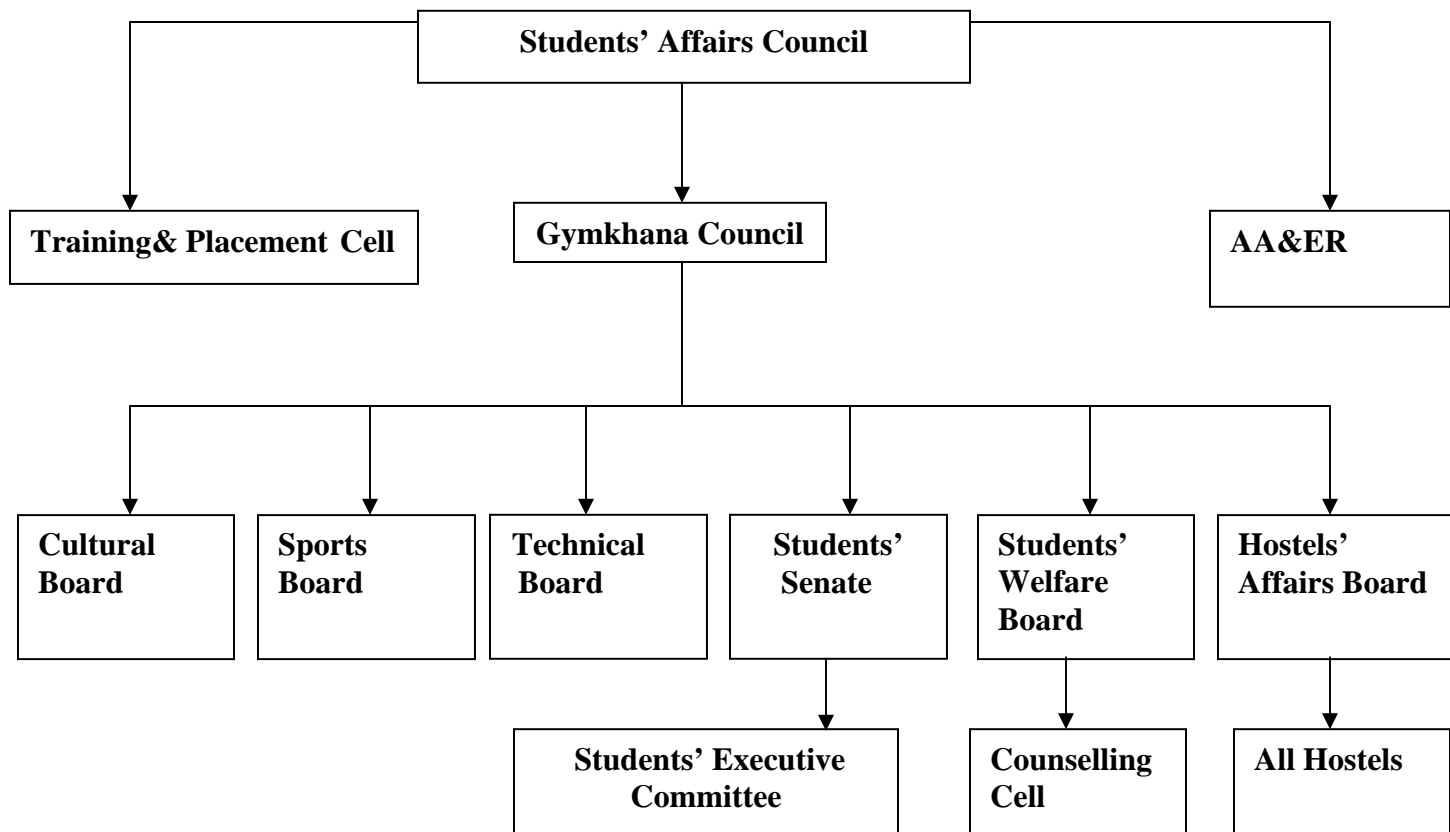 Students’ Affairs Council
Training& Placement Cell
Gymkhana Council
AA&ER
Cultural
Board
Sports
Board
Technical
Board
Students’
Senate
Students’
Welfare
Board
Hostels’
Affairs Board
Students’ Executive
Committee
Counselling
Cell
All Hostels